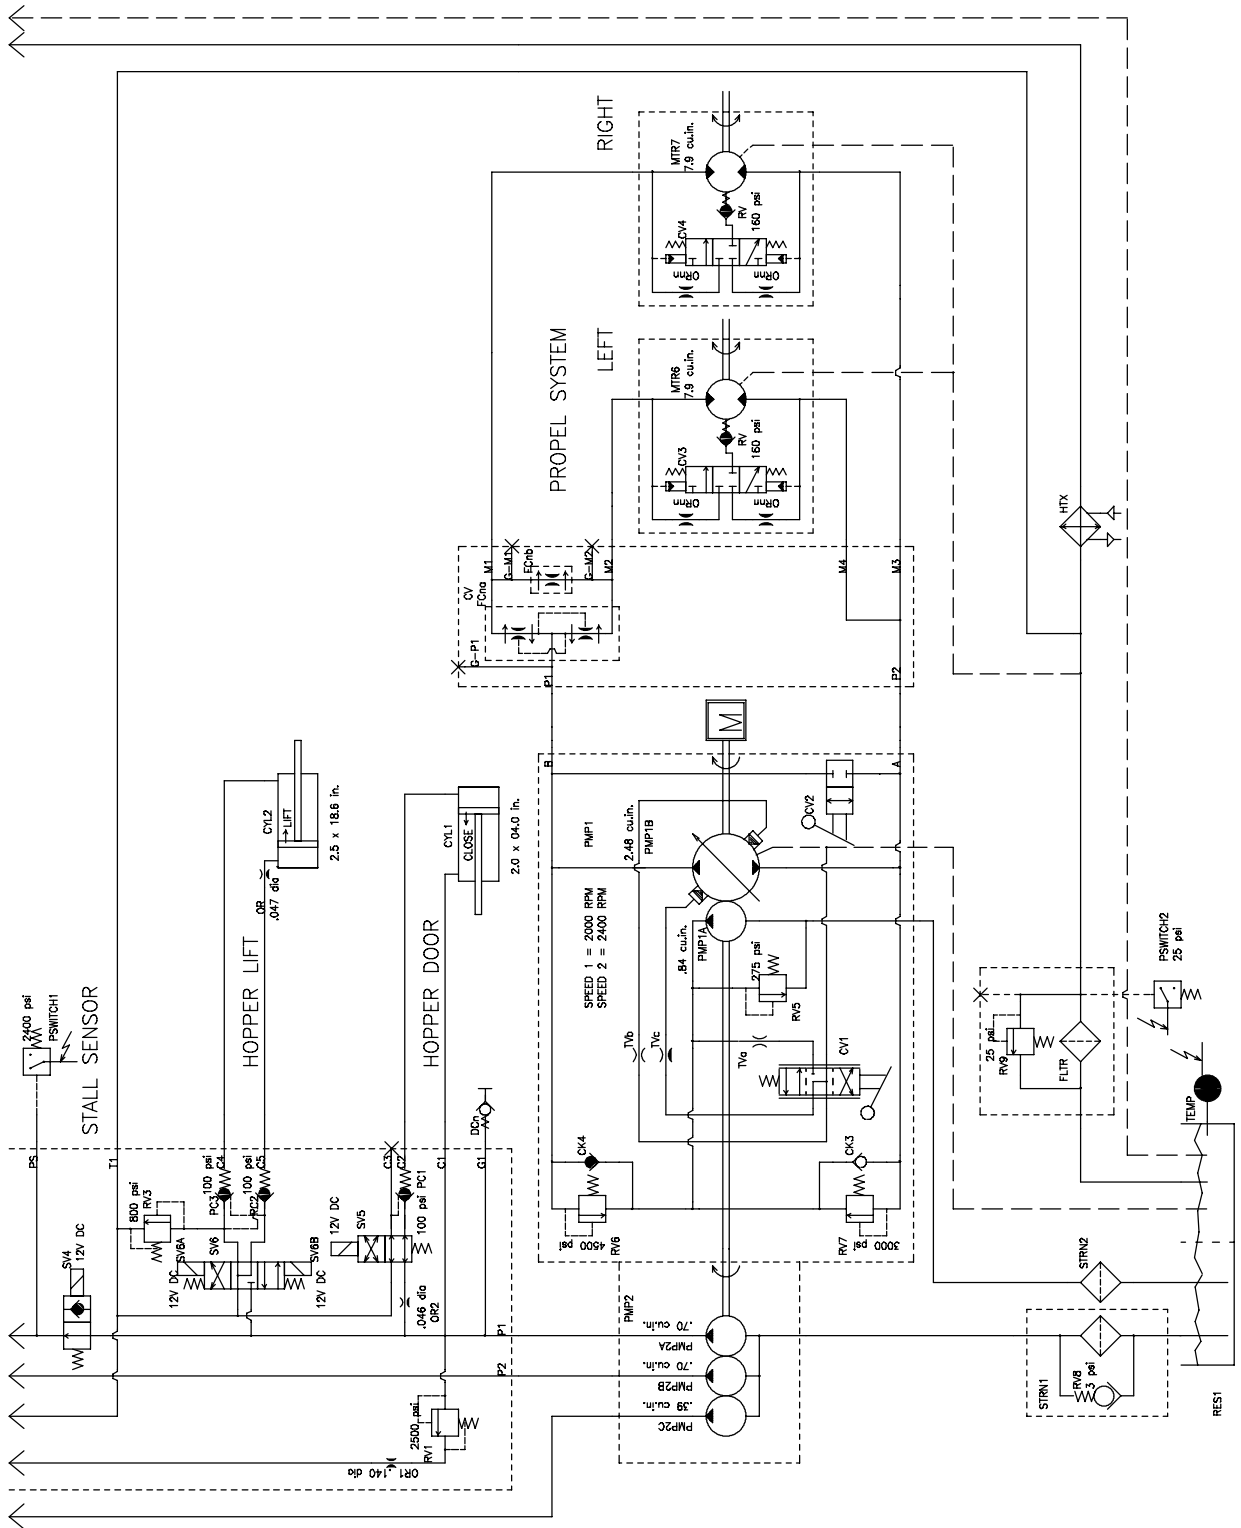 RIGHT
MTR7
7.9 cu.in.
RV
160 psi
CV4
ORnn
ORnn
PROPEL SYSTEM
LEFT
MTR6
7.9 cu.in.
RV
160 psi
CV3
ORnn
ORnn
HTX
M1
G-M1
FCnb
G-M2
M2
M4
M3
CV
FCna
G-P1
P1
P2
M
B
A
CV2
PMP1
2.48 cu.in.
PMP1B
SPEED 1 = 2000 RPM
SPEED 2 = 2400 RPM
.84 cu.in.
PMP1A
275 psi
RV5
TVb
TVc
TVa
CV1
CK4
CK3
4500 psi
RV6
RV7
3000 psi
CYL2
LIFT
2.5 x 18.6 in.
OR
.047 dia
CYL1
CLOSE
2.0 x 04.0 in.
HOPPER LIFT
HOPPER DOOR
STALL SENSOR
2400 psi
PSWITCH1
DCn
PS
T1
C4
C5
C3
C2
C1
G1
100 psi
PC3
100 psi
PC2
100 psi PC1
800 psi
RV3
SV4
12V DC
SV6A
SV6
12V DC
SV6B
12V DC
12V DC
SV5
.046 dia
OR2
P1
P2
2500 psi
RV1
OR1 .140 dia
PMP2
.70 cu.in.
PMP2A
.70 cu.in.
PMP2B
.39 cu.in.
PMP2C
25 psi
RV9
FLTR
PSWITCH2
25 psi
TEMP
STRN2
STRN1
RV8
3 psi
RES1